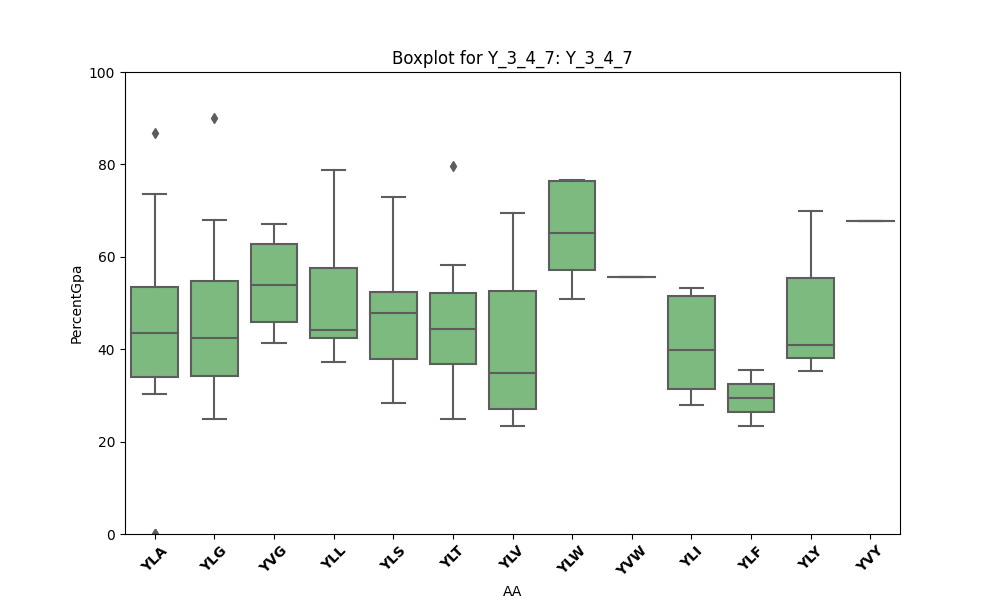 Boxplot for Y_3_4_7: Y_3_4_7
100
80
60
40
20
0
PercentGpa
YLA
YLG
YVG
YLL
YLS
YLT
YLV
YLW
YVW
YLI
YLF
YLY
YVY
AA